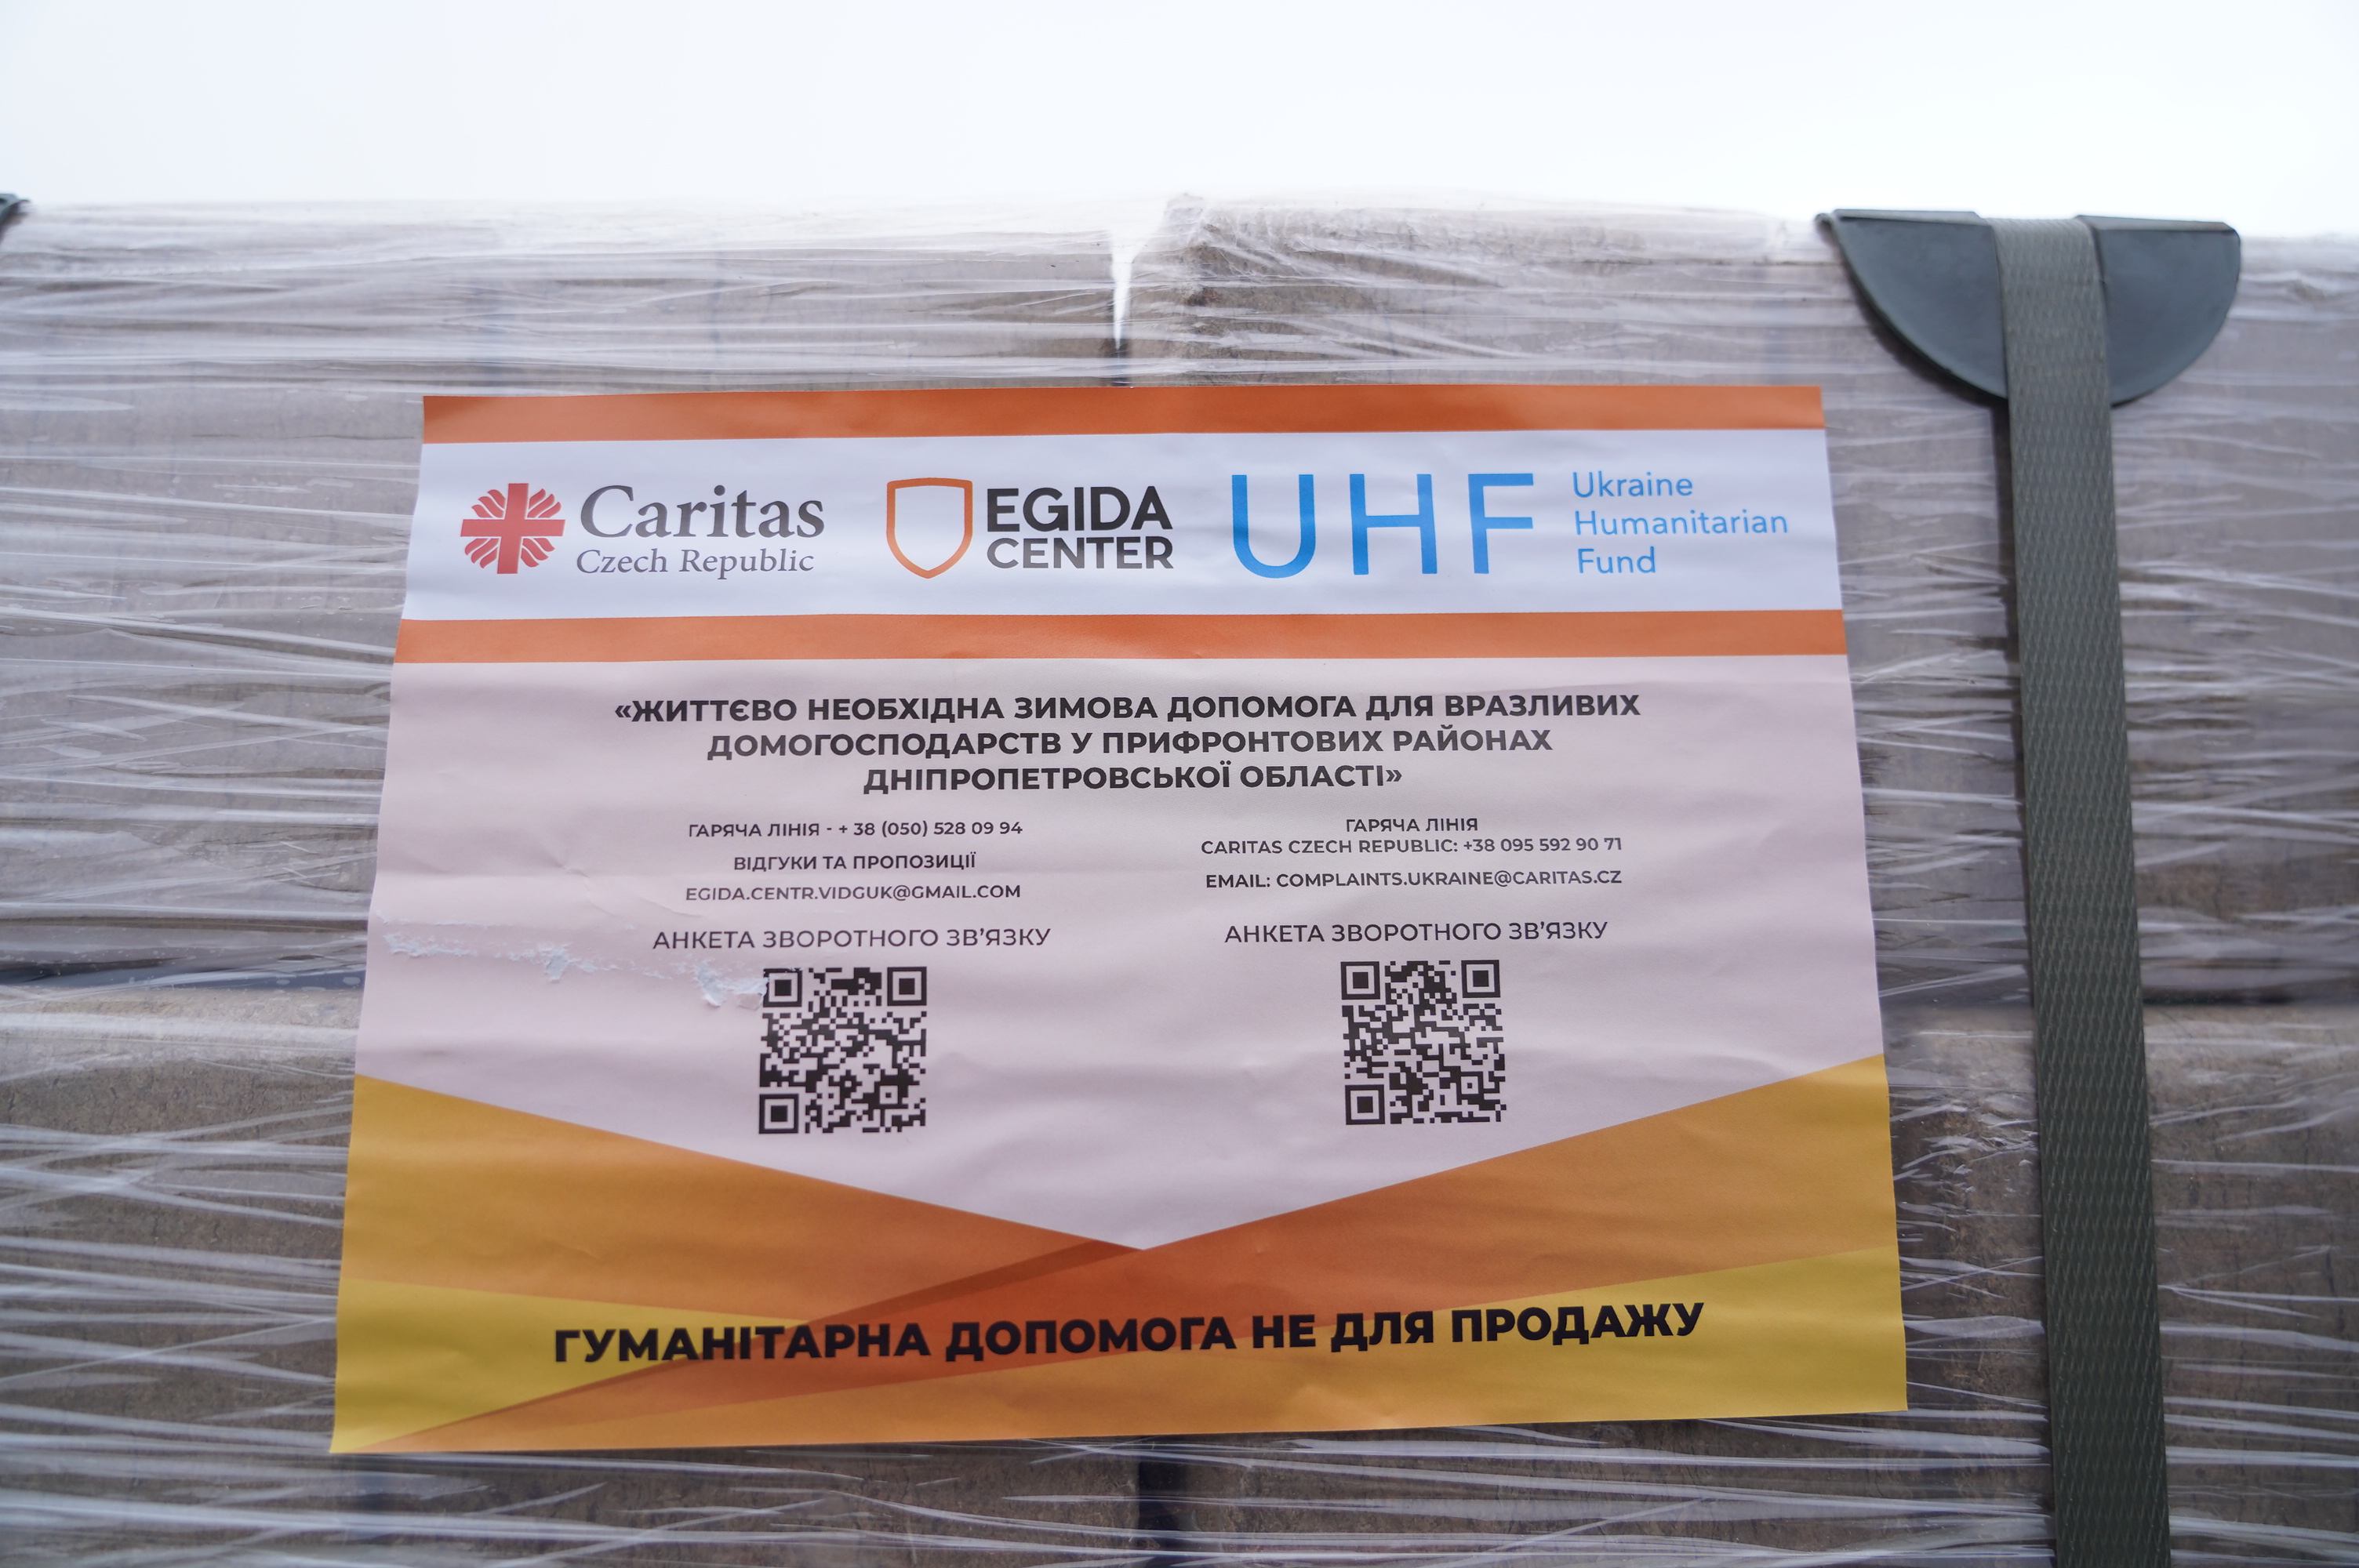 Caritas
Czech Republic
EGIDA
CENTER
UHF
Ukraine
Humanitarian
Fund
«ЖИТТЄВО НЕОБХІДНА ЗИМОВА ДОПОМОГА ДЛЯ ВРАЗЛИВИХ
ДОМОГОСПОДАРСТВ У ПРИФРОНТОВИХ РАЙОНАХ
ДНІПРОПЕТРОВСЬКОЇ ОБЛАСТІ»
ГАРЯЧА ЛІНІЯ - + 38 (050) 528 09 94
ВІДГУКИ ТА ПРОПОЗИЦІЇ
EGIDA.CENTR.VIDGUK@GMAIL.COM
АНКЕТА ЗВОРОТНОГО ЗВ'ЯЗКУ
ГАРЯЧА ЛІНІЯ
CARITAS CZECH REPUBLIC: +38 095 592 90 71
EMAIL: COMPLAINTS.UKRAINE@CARITAS.CZ
АНКЕТА ЗВОРОТНОГО ЗВ'ЯЗКУ
ГУМАНІТАРНА ДОПОМОГА НЕ ДЛЯ ПРОДАЖУ